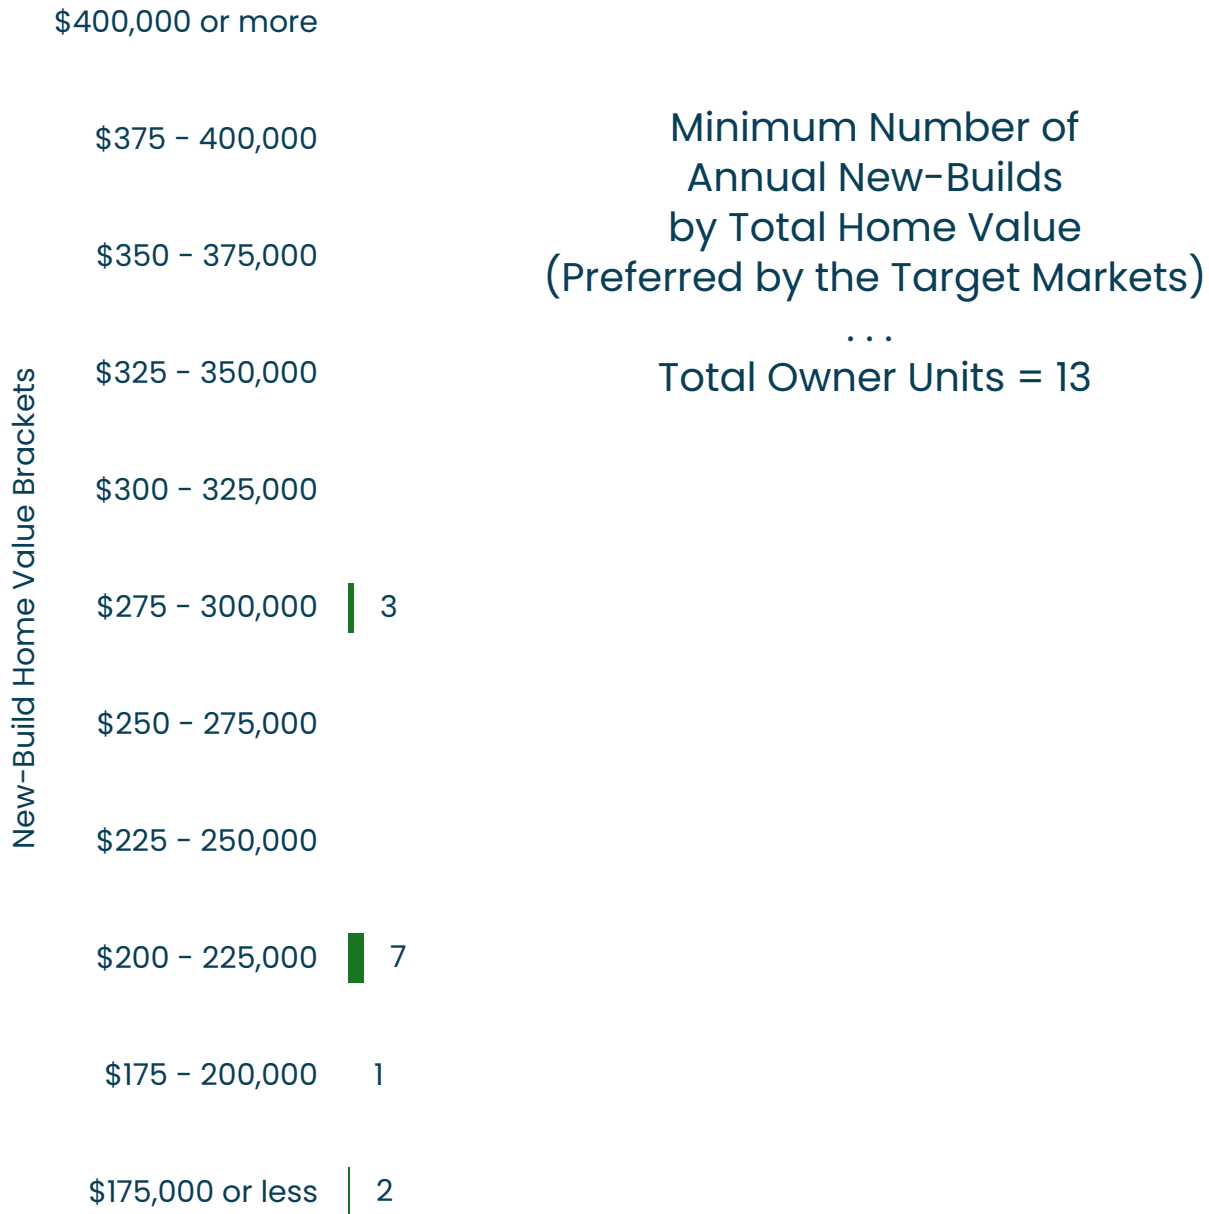 $400,000 or more
$375 - 400,000
$350 - 375,000
$325 - 350,000
$300 - 325,000
$275 - 300,000 3
$250 - 275,000
$225 - 250,000
$200 - 225,000 7
$175 - 200,000 1
$175,000 or less 2
New-Build Home Value Brackets
Minimum Number of
Annual New-Builds
by Total Home Value
(Preferred by the Target Markets)
. . .
Total Owner Units = 13